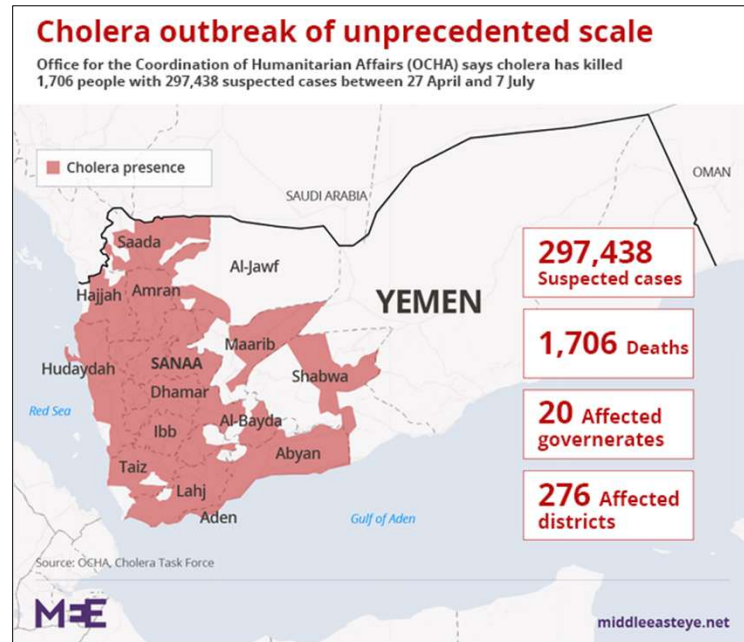 Cholera outbreak of unprecedented scale
Office for the Coordination of Humanitarian Affairs (OCHA) says cholera has killed
1,706 people with 297,438 suspected cases between 27 April and 7 July
Cholera presence
SAUDI ARABIA
OMAN
Saada
Al-Jawf
Hajjah
Amran
YEMEN
Maarib
Hudaydah
SANAA
Shabwa
Dhamar
Red Sea
Al-Bayda
Ibb
Abyan
Taiz
Lahj
Aden
Gulf of Aden
297,438
Suspected cases
1,706 Deaths
20 Affected
governerates
276 Affected
districts
Source: OCHA, Cholera Task Force
MEE
middleeasteye.net